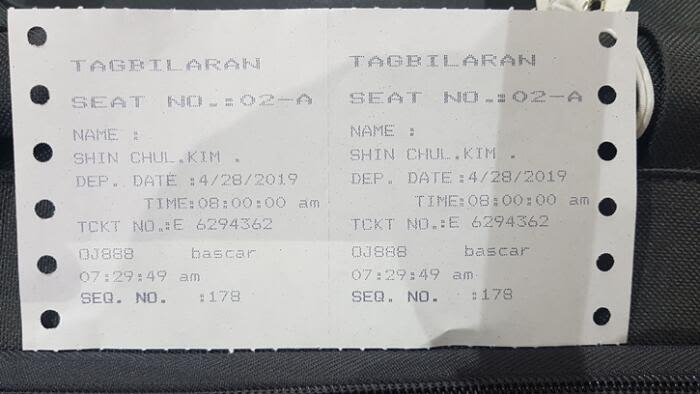 TAGBILARAN
SEAT NO.:02-A
NAME :
SHIN CHUL.KIM .
DEP. DATE :4/28/2019
TIME:08:00:00 am
TCKT NO.:E 6294362
OJ888 bascar
07:29:49 am
SEQ. NO. :178
TAGBILARAN
SEAT NO.:02-A
NAME :
SHIN CHUL.KIM .
DEP. DATE :4/28/2019
TIME:08:00:00 am
TCKT NO.:E 6294362
OJ888 bascar
07:29:49 am
SEQ. NO. :178